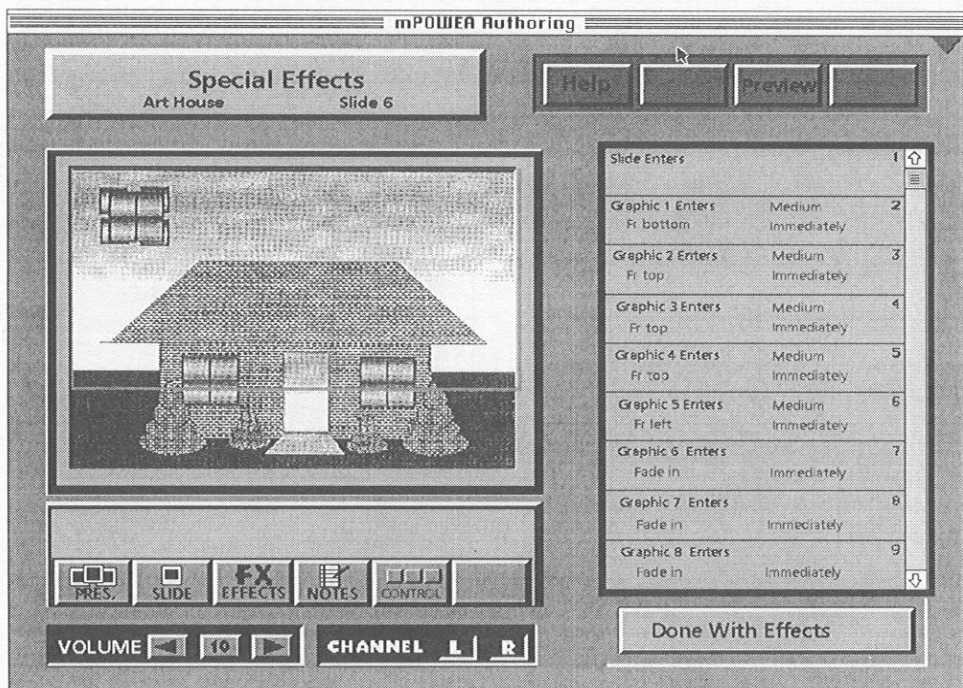 mPOWEA Authoring
Special Effects
Art House Slide 6
Help Preview
Slide Enters 1
Graphic 1 Enters Medium 2
Fr bottom Immediately
Graphic 2 Enters Medium 3
Fr top Immediately
Graphic 3 Enters Medium 4
Fr top Immediately
Graphic 4 Enters Medium 5
Fr top Immediately
Graphic 5 Enters Medium 6
Fr left Immediately
Graphic 6 Enters 7
Fade in Immediately
Graphic 7 Enters 8
Fade in Immediately
Graphic 8 Enters 9
Fade in Immediately
PRES. SLIDE FX EFFECTS NOTES CONTROL
VOLUME 10 CHANNEL L R
Done With Effects